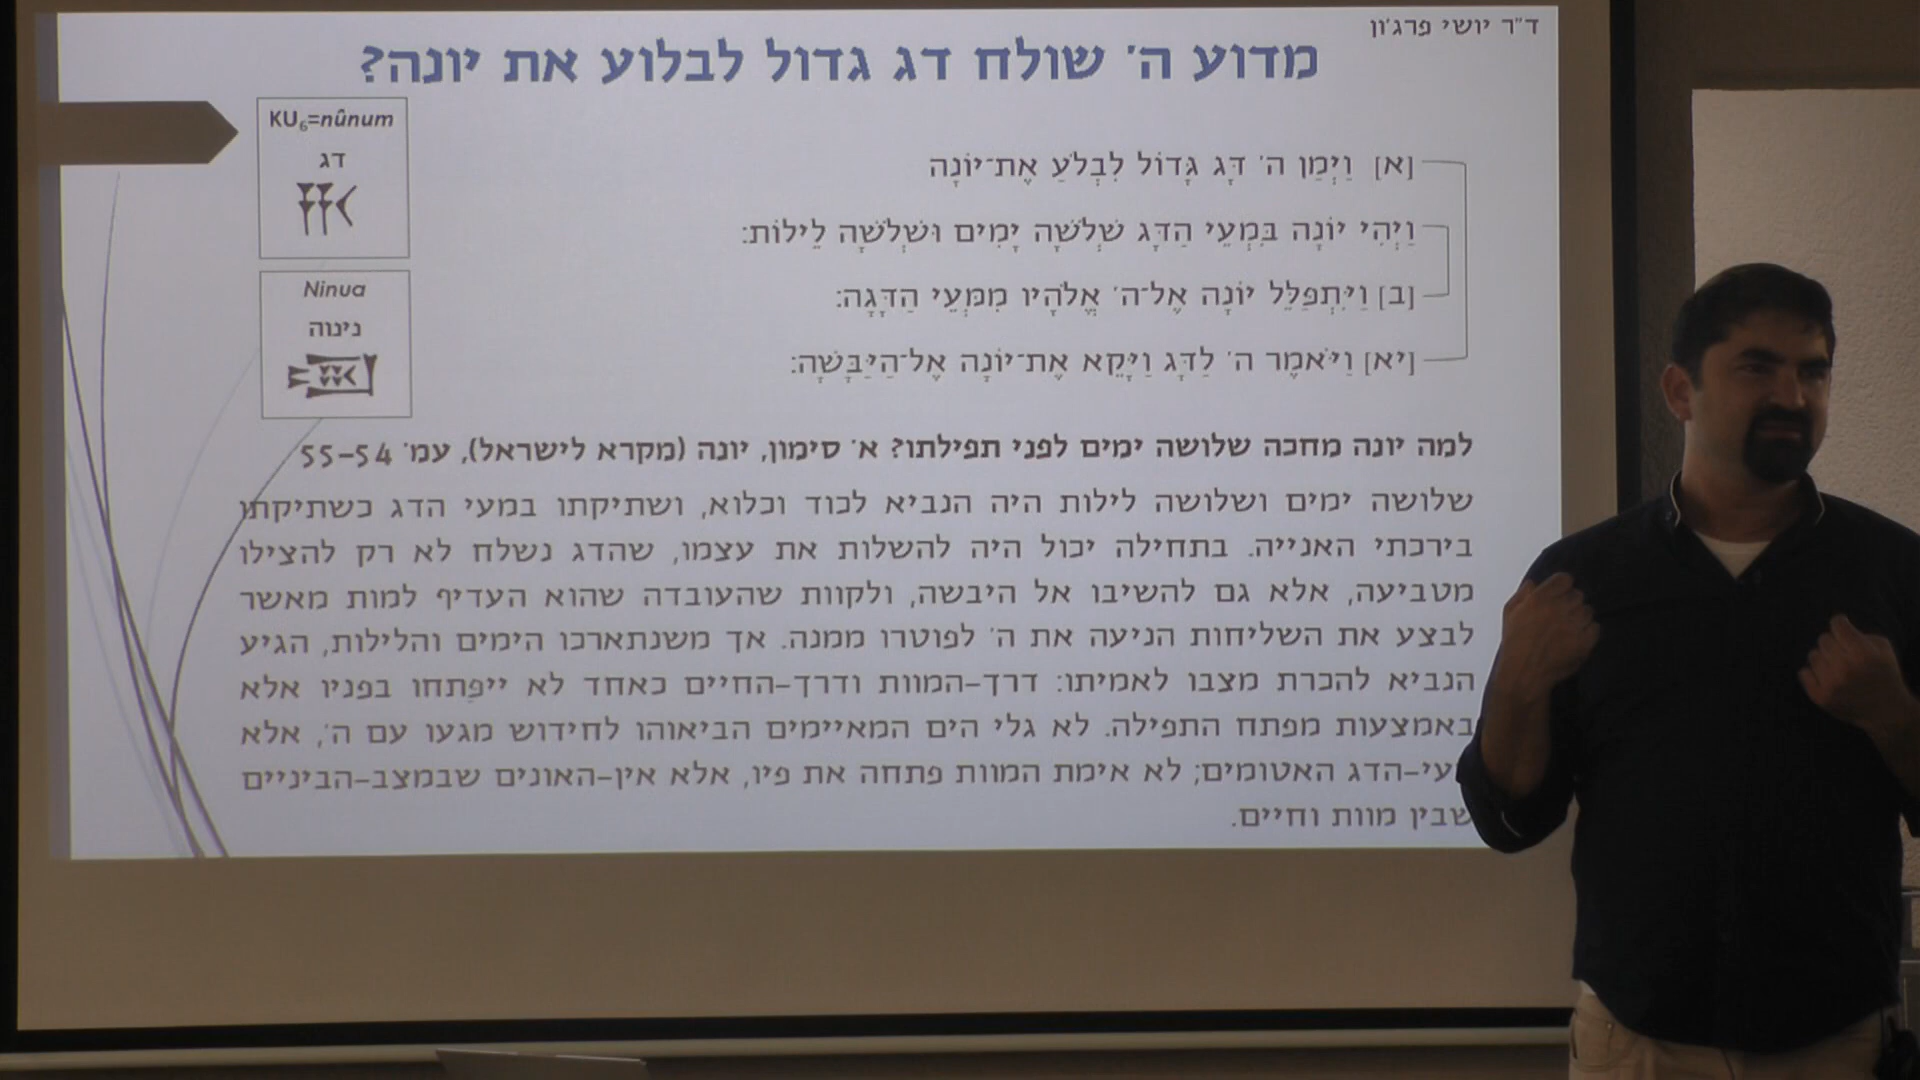 ד"ר יושי פרג'ון
מדוע ה' שולח דג גדול לבלוע את יונה?
KU₆=nûnum
דג
Ninua
נינוה
[א] וַיְמַן ה' דָּג גָּדוֹל לִבְלֹעַ אֶת־יוֹנָה
וַיְהִי יוֹנָה בִּמְעֵי הַדָּג שְׁלֹשָׁה יָמִים וּשְׁלֹשָׁה לֵילוֹת:
[ב] וַיִּתְפַּלֵּל יוֹנָה אֶל־ה' אֱלֹהָיו מִמְּעֵי הַדָּגָה:
[יא] וַיֹּאמֶר ה' לַדָּג וַיָּקֵא אֶת־יוֹנָה אֶל־הַיַּבָּשָׁה:
למה יונה מחכה שלושה ימים לפני תפילתו? א' סימון, יונה (מקרא לישראל), עמ' 54–55
שלושה ימים ושלושה לילות היה הנביא לכוד וכלוא, ושתיקתו במעי הדג כשתיקתו
בירכתי האנייה. בתחילה יכול היה להשלות את עצמו, שהדג נשלח לא רק להצילו
מטביעה, אלא גם להשיבו אל היבשה, ולקוות שהעובדה שהוא העדיף למות מאשר
לבצע את השליחות הניעה את ה' לפוטרו ממנה. אך משנתארכו הימים והלילות, הגיע
הנביא להכרת מצבו לאמיתו: דרך–המוות ודרך–החיים כאחד לא ייפָּתחו בפניו אלא
באמצעות מפתח התפילה. לא גלי הים המאיימים הביאוהו לחידוש מגעו עם ה', אלא
מעי–הדג האטומים; לא אימת המוות פתחה את פיו, אלא אין–האונים שבמצב–הביניים
שבין מוות וחיים.